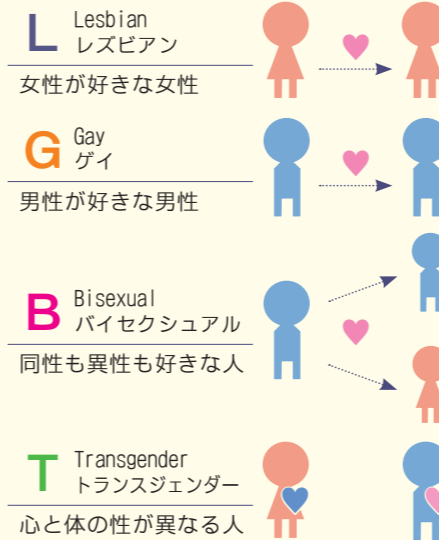 L Lesbian
レズビアン
女性が好きな女性
G Gay
ゲイ
男性が好きな男性
B Bisexual
バイセクシュアル
同性も異性も好きな人
T Transgender
トランスジェンダー
心と体の性が異なる人